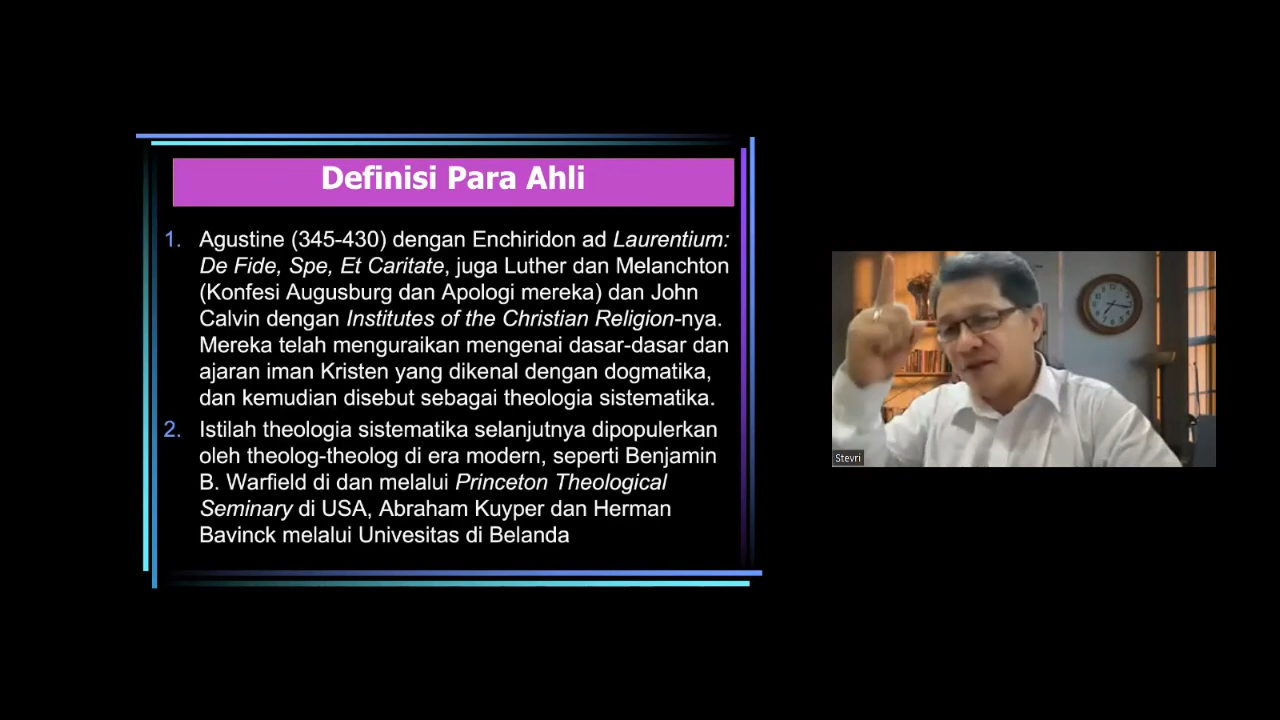 Definisi Para Ahli
1. Agustine (345-430) dengan Enchiridon ad Laurentium:
De Fide, Spe, Et Caritate, juga Luther dan Melanchton
(Konfesi Augusburg dan Apologi mereka) dan John
Calvin dengan Institutes of the Christian Religion-nya.
Mereka telah menguraikan mengenai dasar-dasar dan
ajaran iman Kristen yang dikenal dengan dogmatika,
dan kemudian disebut sebagai theologia sistematika.
2. Istilah theologia sistematika selanjutnya dipopulerkan
oleh theolog-theolog di era modern, seperti Benjamin
B. Warfield di dan melalui Princeton Theological
Seminary di USA, Abraham Kuyper dan Herman
Bavinck melalui Univesitas di Belanda
Stevri